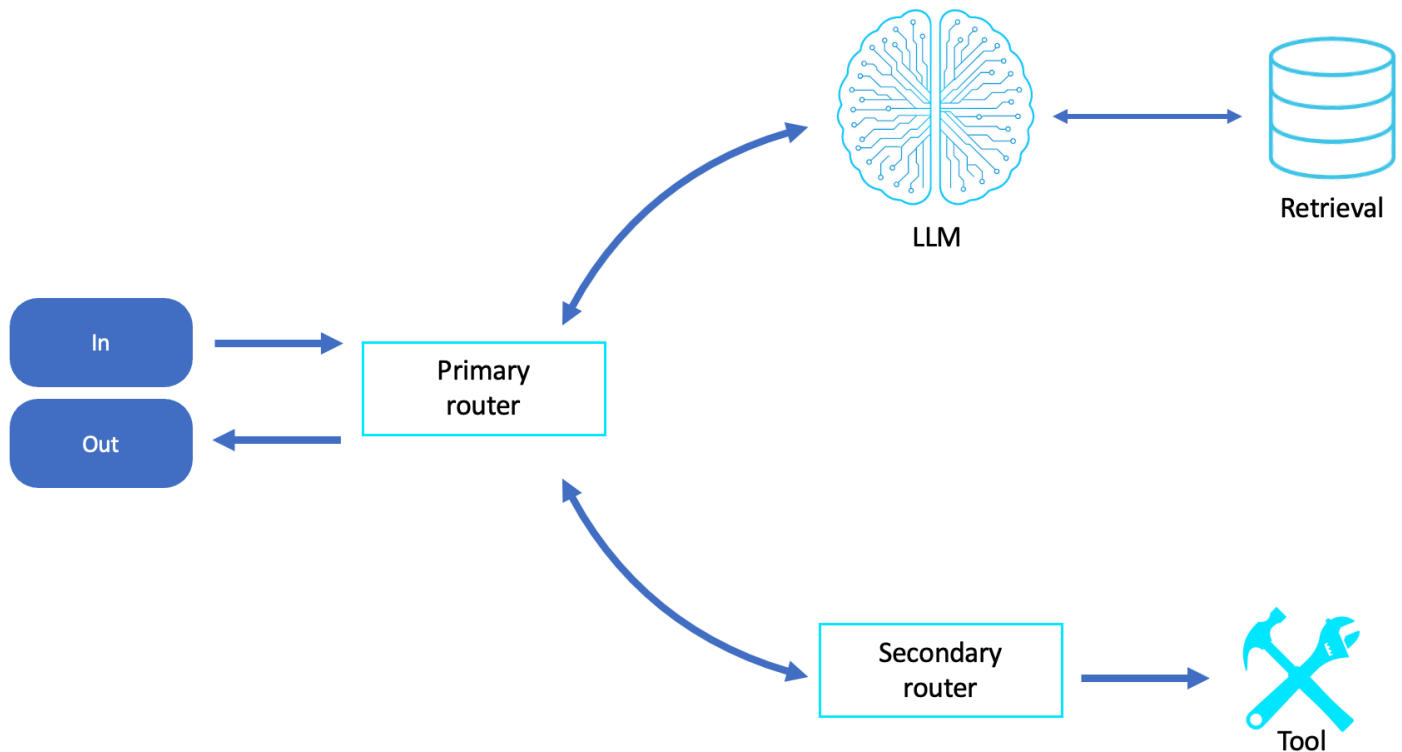 LLM
Retrieval
In
Primary
router
Out
Secondary
router
Tool